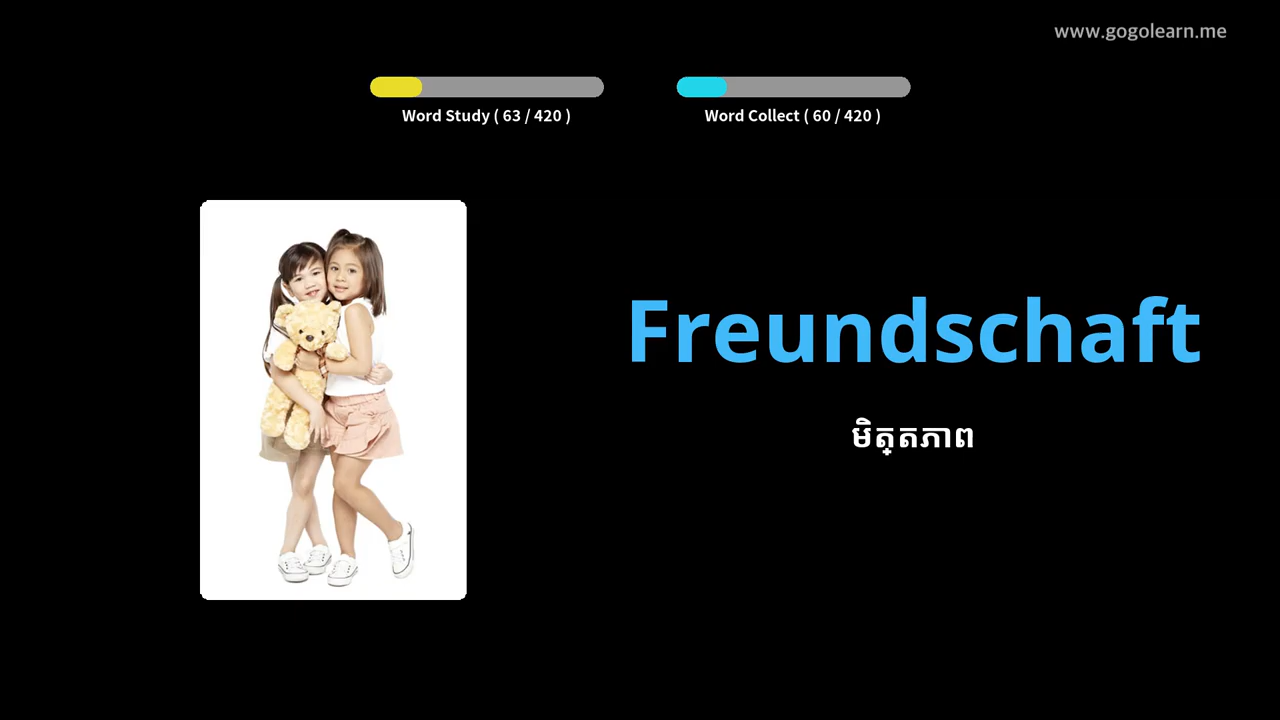 www.gogolearn.me
Word Study ( 63 / 420 )
Word Collect ( 60 / 420 )
Freundschaft
មិត្តភាព